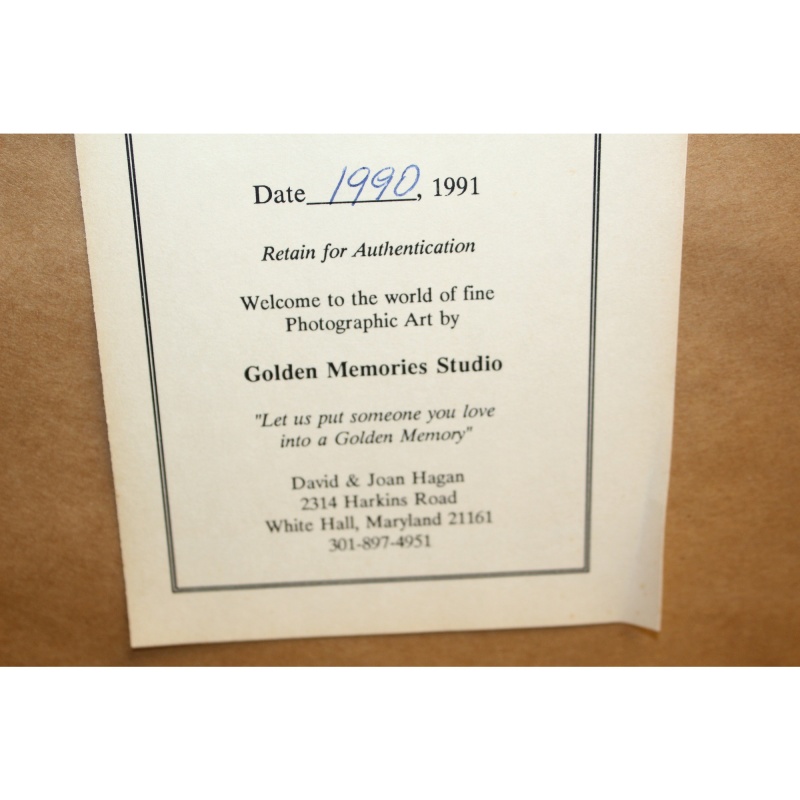 Date 1990, 1991
Retain for Authentication
Welcome to the world of fine
Photographic Art by
Golden Memories Studio
"Let us put someone you love
into a Golden Memory"
David & Joan Hagan
2314 Harkins Road
White Hall, Maryland 21161
301-897-4951